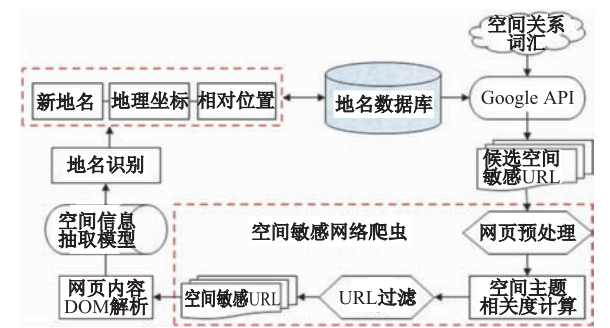 空间关系
词汇
新地名
地理坐标
相对位置
地名数据库
Google API
地名识别
候选空间
敏感URL
空间信息
抽取模型
空间敏感网络爬虫
网页预处理
网页内容
DOM解析
空间敏感URL
URL过滤
空间主题
相关度计算